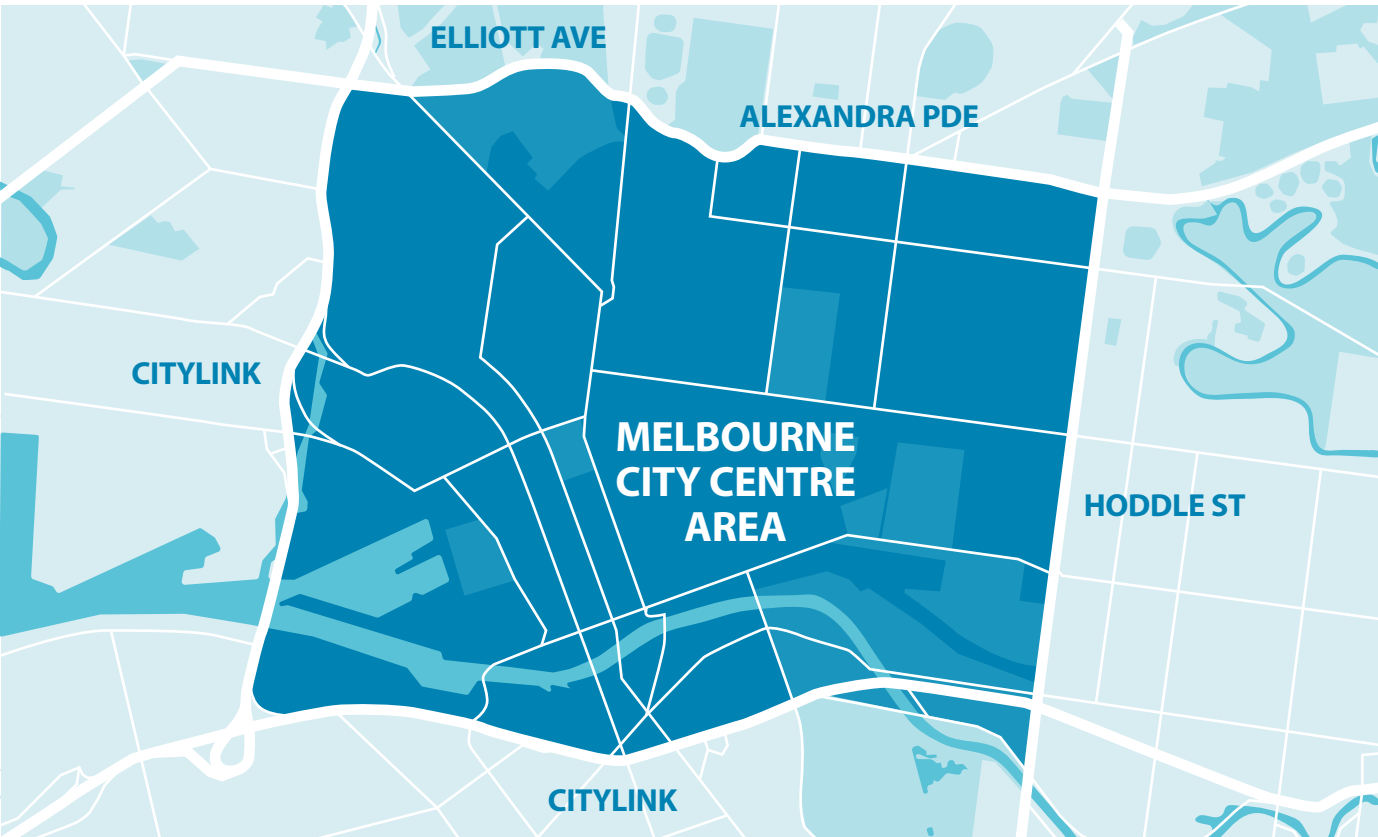 ELLIOTT AVE
ALEXANDRA PDE
CITYLINK
MELBOURNE
CITY CENTRE
AREA
HODDLE ST
CITYLINK